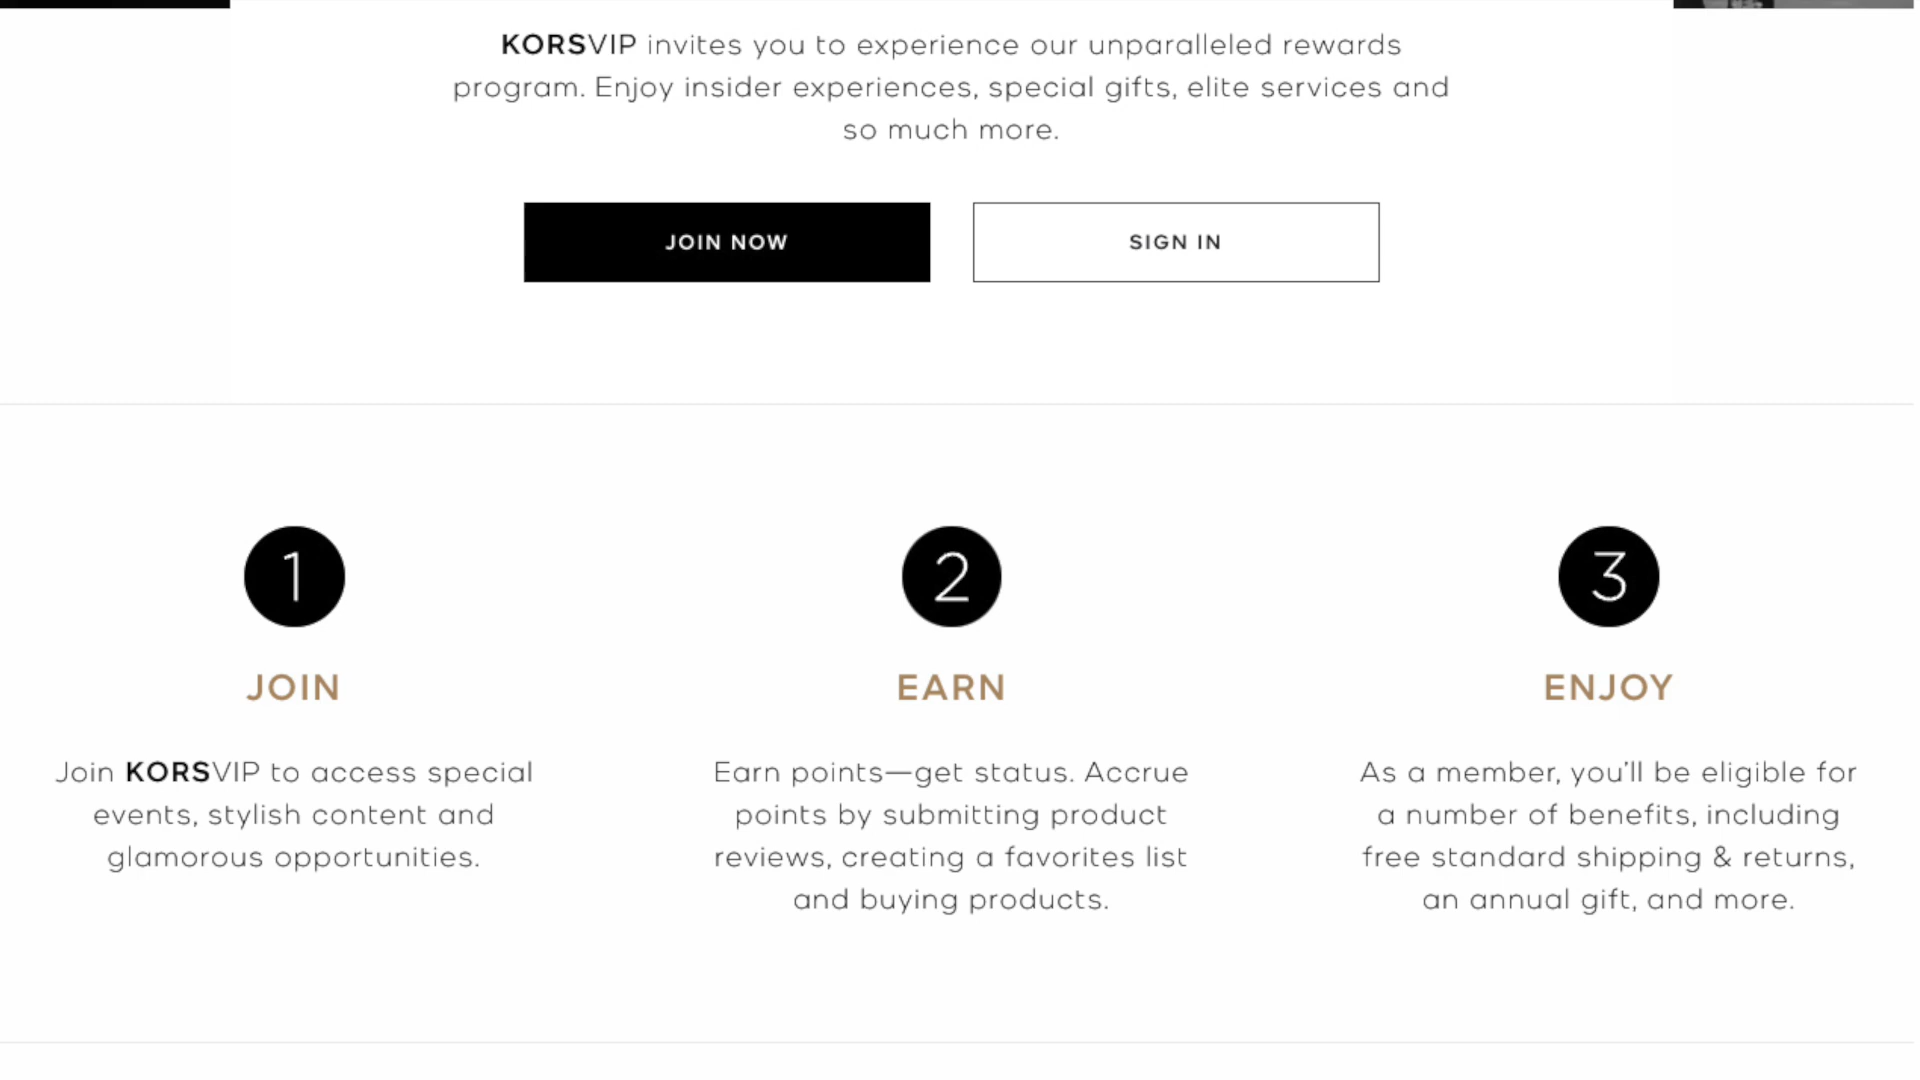 KORSVIP invites you to experience our unparalleled rewards
program. Enjoy insider experiences, special gifts, elite services and
so much more.
JOIN NOW
SIGN IN
1
JOIN
Join KORSVIP to access special
events, stylish content and
glamorous opportunities.
2
EARN
Earn points—get status. Accrue
points by submitting product
reviews, creating a favorites list
and buying products.
3
ENJOY
As a member, you'll be eligible for
a number of benefits, including
free standard shipping & returns,
an annual gift, and more.